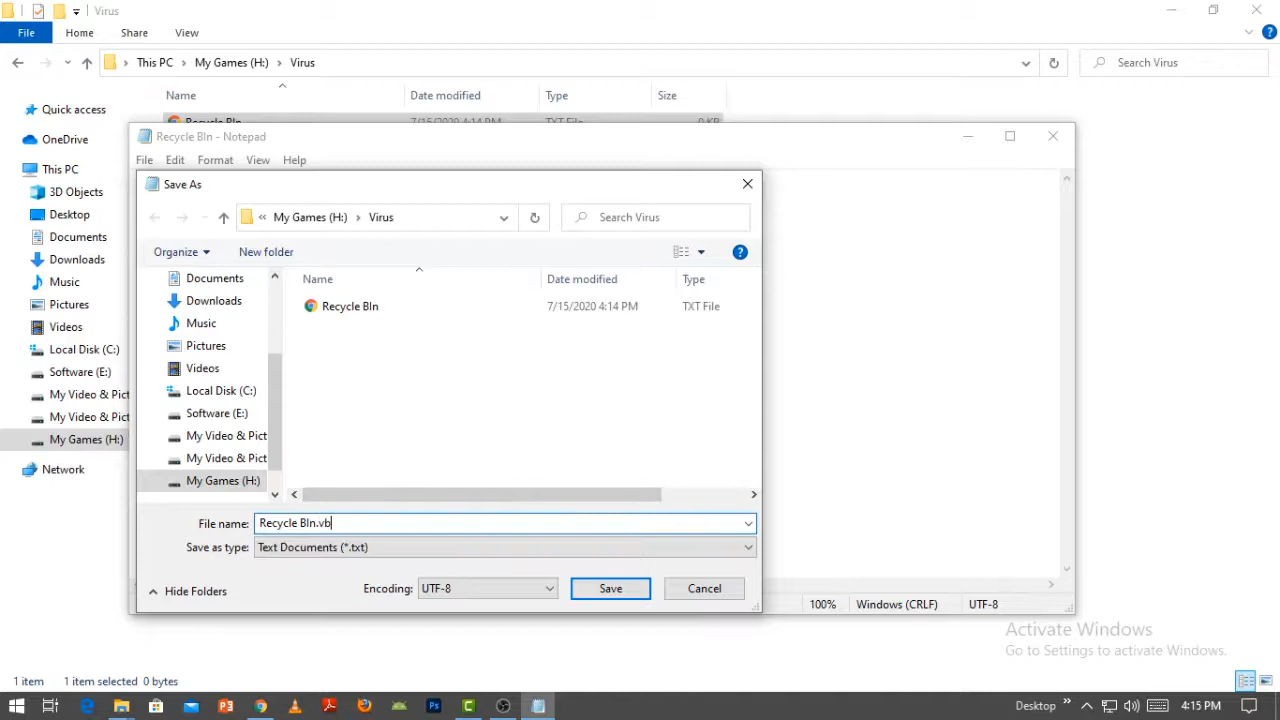 Virus
File Home Share View
This PC My Games (H:) Virus Search Virus
Name Date modified Type Size
Recycle BIn 7/15/2020 4:14 PM TXT File 0 KB
Quick access
OneDrive
This PC
3D Objects
Desktop
Documents
Downloads
Music
Pictures
Videos
Local Disk (C:)
Software (E:)
My Video & Pict
My Video & Pict
My Games (H:)
Network
Recycle BIn - Notepad
File Edit Format View Help
Save As
« My Games (H:) Virus Search Virus
Organize New folder
Documents
Downloads
Music
Pictures
Videos
Local Disk (C:)
Software (E:)
My Video & Pict
My Video & Pict
My Games (H:)
Name Date modified Type
Recycle BIn 7/15/2020 4:14 PM TXT File
File name: Recycle BIn.vb
Save as type: Text Documents (*.txt)
Hide Folders Encoding: UTF-8 Save Cancel
100% Windows (CRLF) UTF-8
Activate Windows
Go to Settings to activate Windows.
1 item 1 item selected 0 bytes
Desktop » 4:15 PM